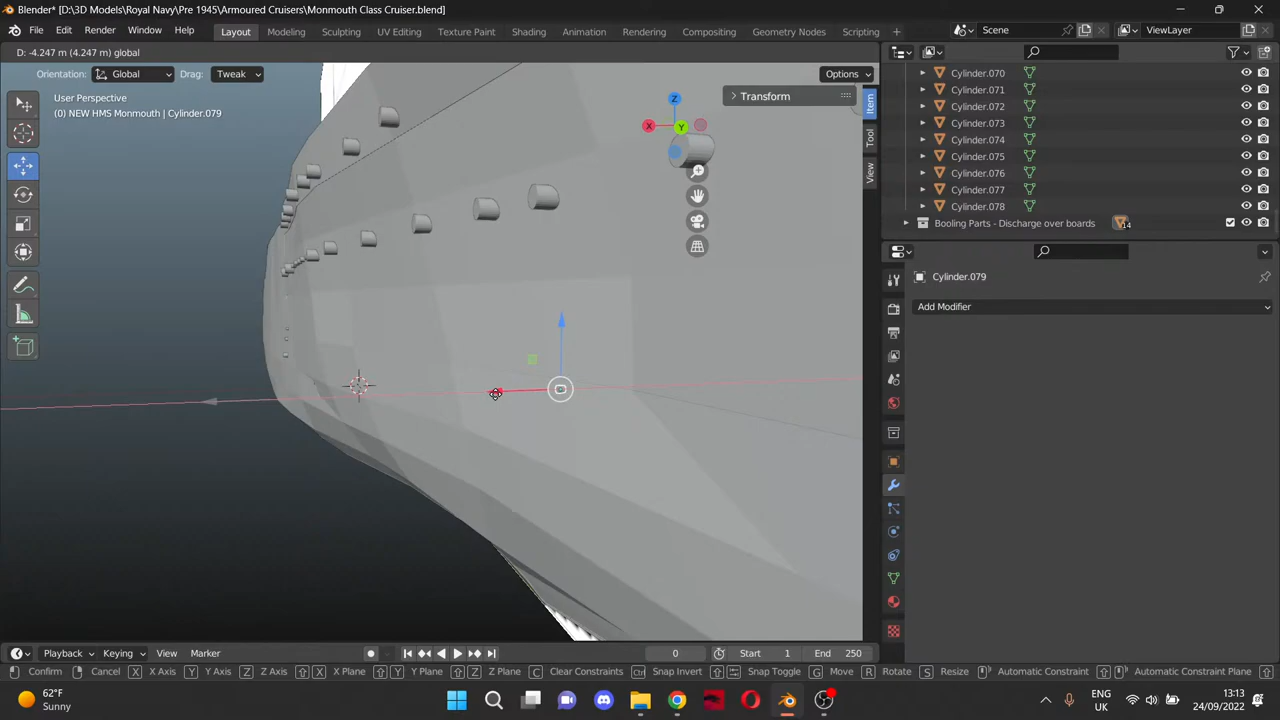 Blender* [D:\3D Models\Royal Navy\Pre 1945\Armoured Cruisers\Monmouth Class Cruiser.blend]
File Edit Render Window Help Layout Modeling Sculpting UV Editing Texture Paint Shading Animation Rendering Compositing Geometry Nodes Scripting + Scene ViewLayer
D: -4.247 m (4.247 m) global
Orientation: Global Drag: Tweak Options
User Perspective
(0) NEW HMS Monmouth | Cylinder.079
Transform
Item
Tool
View
Z
X
Y
Cylinder.070
Cylinder.071
Cylinder.072
Cylinder.073
Cylinder.074
Cylinder.075
Cylinder.076
Cylinder.077
Cylinder.078
Booling Parts - Discharge over boards 14
Cylinder.079
Add Modifier
Playback Keying View Marker 0 Start 1 End 250
Confirm Cancel X X Axis Y Y Axis Z Z Axis X X Plane Y Y Plane Z Z Plane C Clear Constraints Ctrl Snap Invert Snap Toggle G Move R Rotate S Resize Automatic Constraint Automatic Constraint Plane
62°F
Sunny
ENG
UK
13:13
24/09/2022